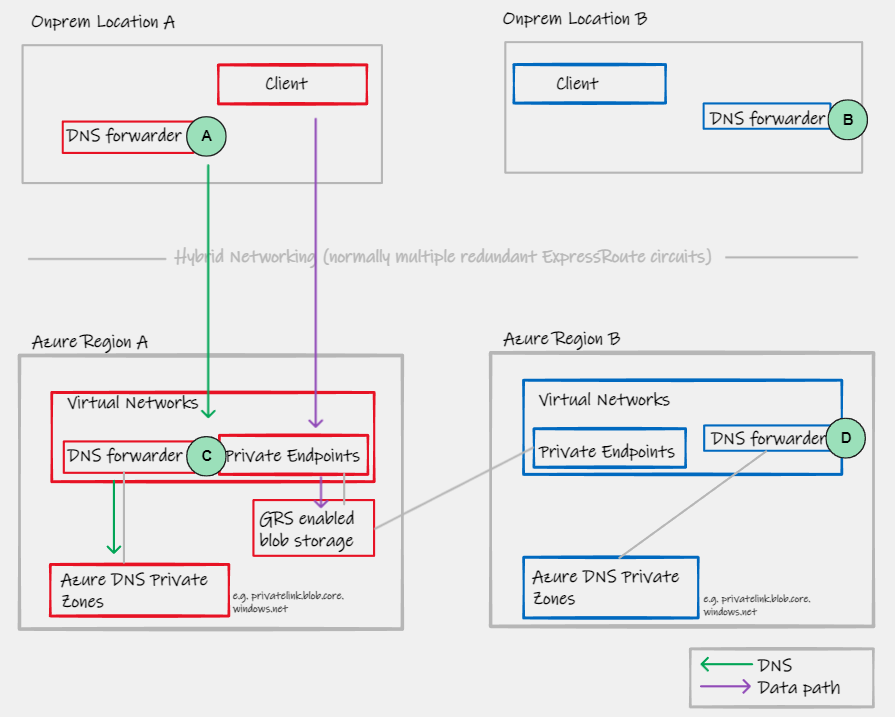 Onprem Location A
Onprem Location B
Client
DNS forwarder
A
Client
DNS forwarder
B
Hybrid Networking (normally multiple redundant ExpressRoute circuits)
Azure Region A
Virtual Networks
DNS forwarder
C
Private Endpoints
GRS enabled
blob storage
Azure DNS Private
Zones
e.g. privatelink.blob.core.
windows.net
Azure Region B
Virtual Networks
Private Endpoints
DNS forwarder
D
Azure DNS Private
Zones
e.g. privatelink.blob.core.
windows.net
DNS
Data path